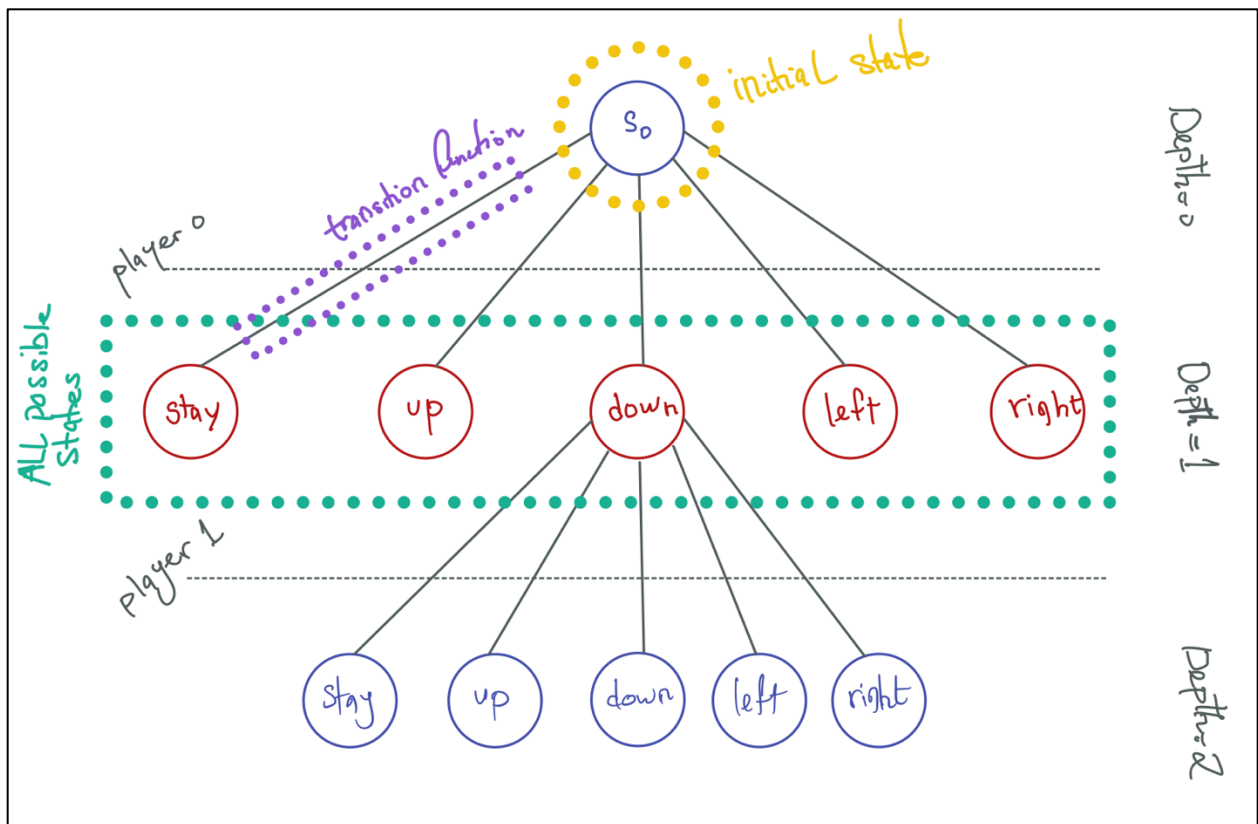 initial state
S₀
Depth=0
transition function
player 0
ALL possible
states
stay
up
down
left
right
Depth=1
player 1
stay
up
down
left
right
Depth=2